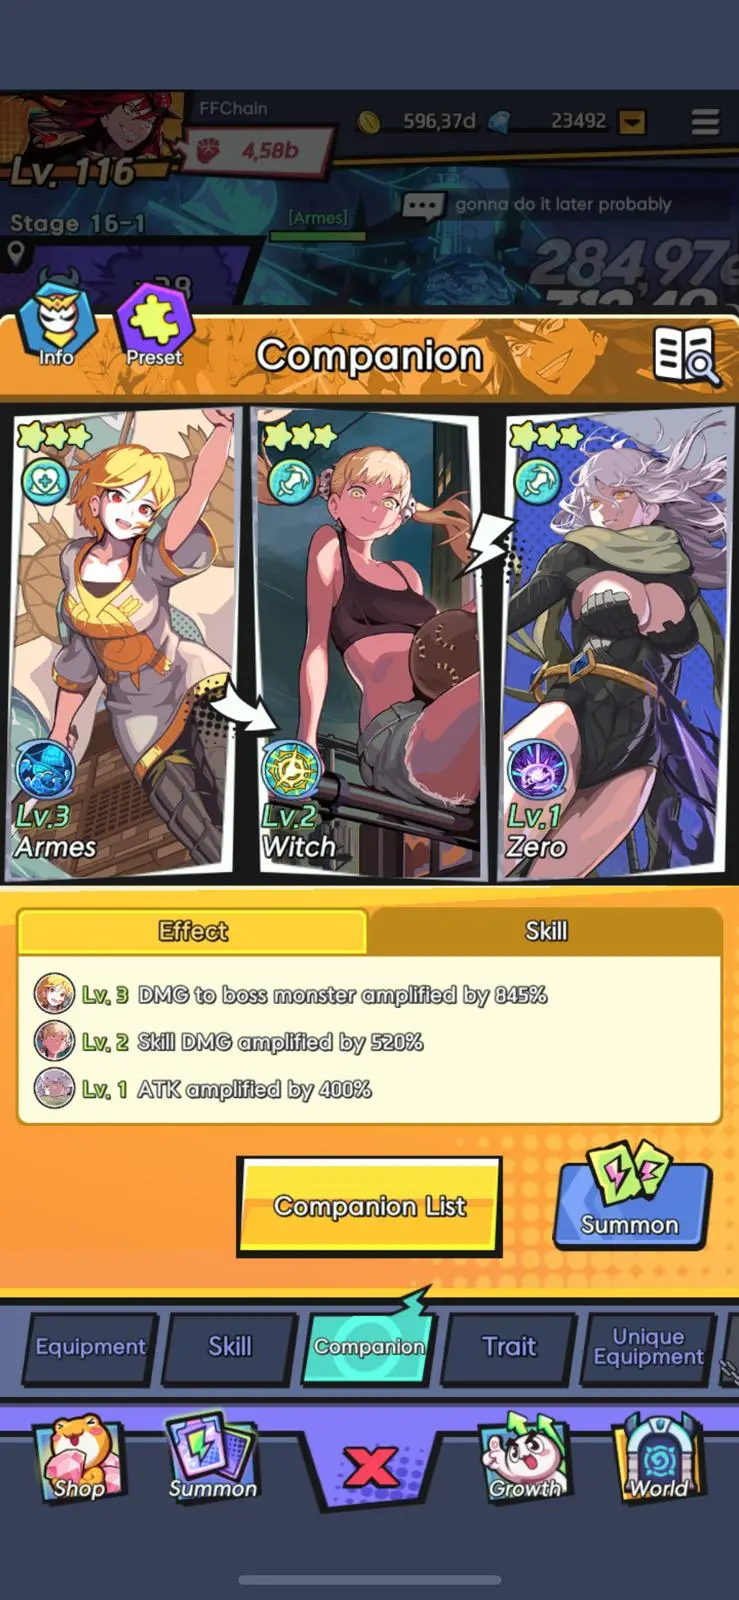 FFChain
596,37d
23492
4,58b
Lv. 116
gonna do it later probably
Stage 16-1
[Armes]
284,97
Info
Preset
Companion
Lv.3
Armes
Lv.2
Witch
Lv.1
Zero
Effect
Skill
Lv. 3 DMG to boss monster amplified by 845%
Lv. 2 Skill DMG amplified by 520%
Lv. 1 ATK amplified by 400%
Companion List
Summon
Equipment
Skill
Companion
Trait
Unique
Equipment
Shop
Summon
Growth
World